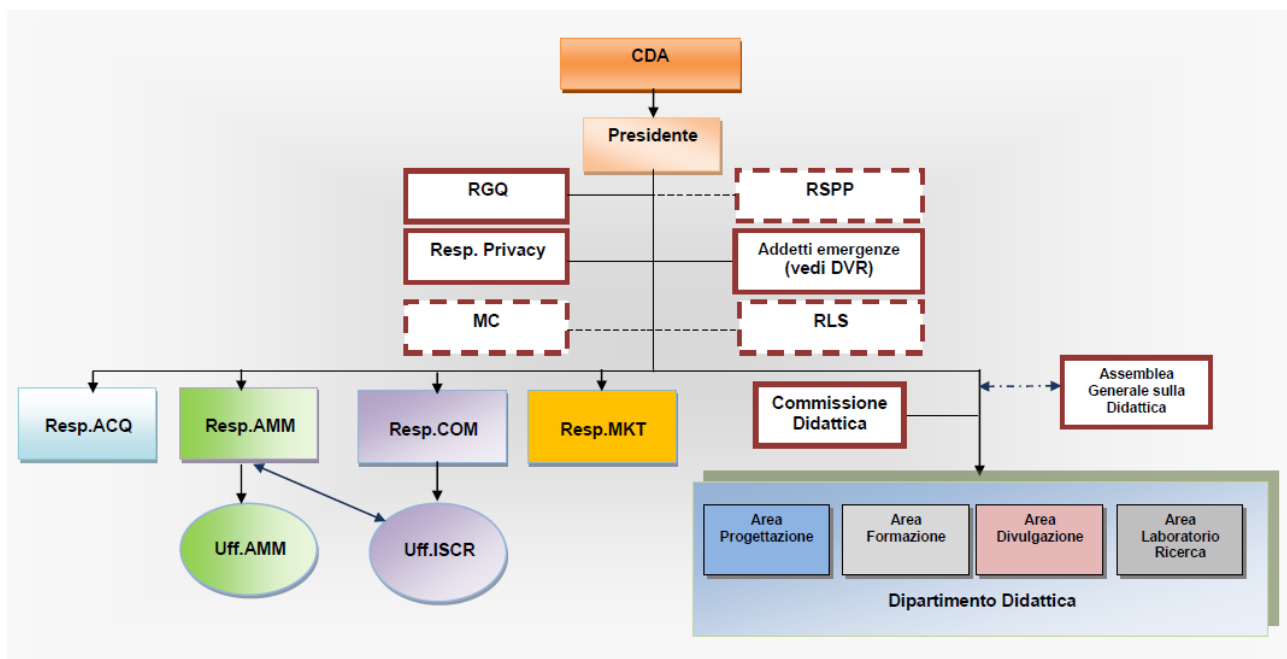 CDA
Presidente
RGQ
RSPP
Resp. Privacy
Addetti emergenze
(vedi DVR)
MC
RLS
Resp.ACQ
Resp.AMM
Resp.COM
Resp.MKT
Commissione
Didattica
Assemblea
Generale sulla
Didattica
Uff.AMM
Uff.ISCR
Area
Progettazione
Area
Formazione
Area
Divulgazione
Area
Laboratorio
Ricerca
Dipartimento Didattica